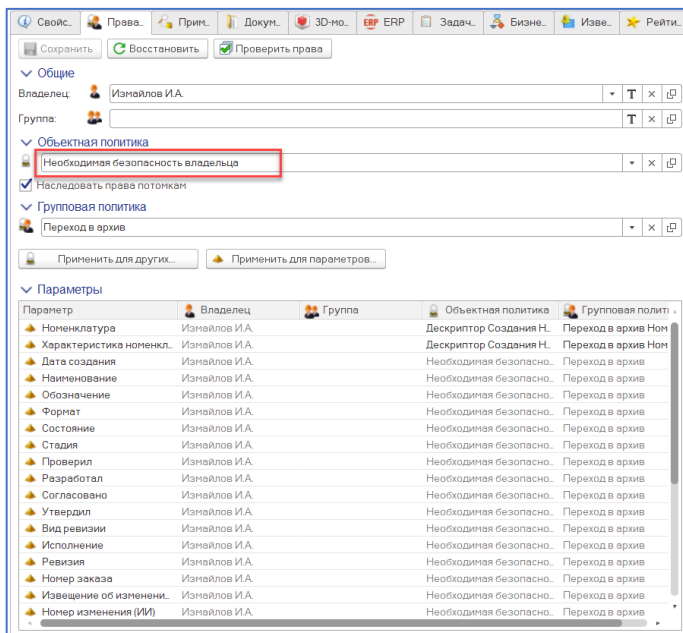 Свойс... Права... Прим... Докум... 3D-мо... ERP ERP Задач... Бизне... Изве... Рейти...
Сохранить Восстановить Проверить права
Общие
Владелец: Измайлов И.А. T
Группа: T
Объектная политика
Необходимая безопасность владельца
Наследовать права потомкам
Групповая политика
Переход в архив
Применить для других... Применить для параметров...
Параметры
Параметр Владелец Группа Объектная политика Групповая полити
Номенклатура Измайлов И.А. Дескриптор Создания Н... Переход в архив Ном
Характеристика номенкл... Измайлов И.А. Дескриптор Создания Н... Переход в архив Ном
Дата создания Измайлов И.А. Необходимая безопасно... Переход в архив
Наименование Измайлов И.А. Необходимая безопасно... Переход в архив
Обозначение Измайлов И.А. Необходимая безопасно... Переход в архив
Формат Измайлов И.А. Необходимая безопасно... Переход в архив
Состояние Измайлов И.А. Необходимая безопасно... Переход в архив
Стадия Измайлов И.А. Необходимая безопасно... Переход в архив
Проверил Измайлов И.А. Необходимая безопасно... Переход в архив
Разработал Измайлов И.А. Необходимая безопасно... Переход в архив
Согласовано Измайлов И.А. Необходимая безопасно... Переход в архив
Утвердил Измайлов И.А. Необходимая безопасно... Переход в архив
Вид ревизии Измайлов И.А. Необходимая безопасно... Переход в архив
Исполнение Измайлов И.А. Необходимая безопасно... Переход в архив
Ревизия Измайлов И.А. Необходимая безопасно... Переход в архив
Номер заказа Измайлов И.А. Необходимая безопасно... Переход в архив
Извещение об изменени... Измайлов И.А. Необходимая безопасно... Переход в архив
Номер изменения (ИИ) Измайлов И.А. Необходимая безопасно... Переход в архив